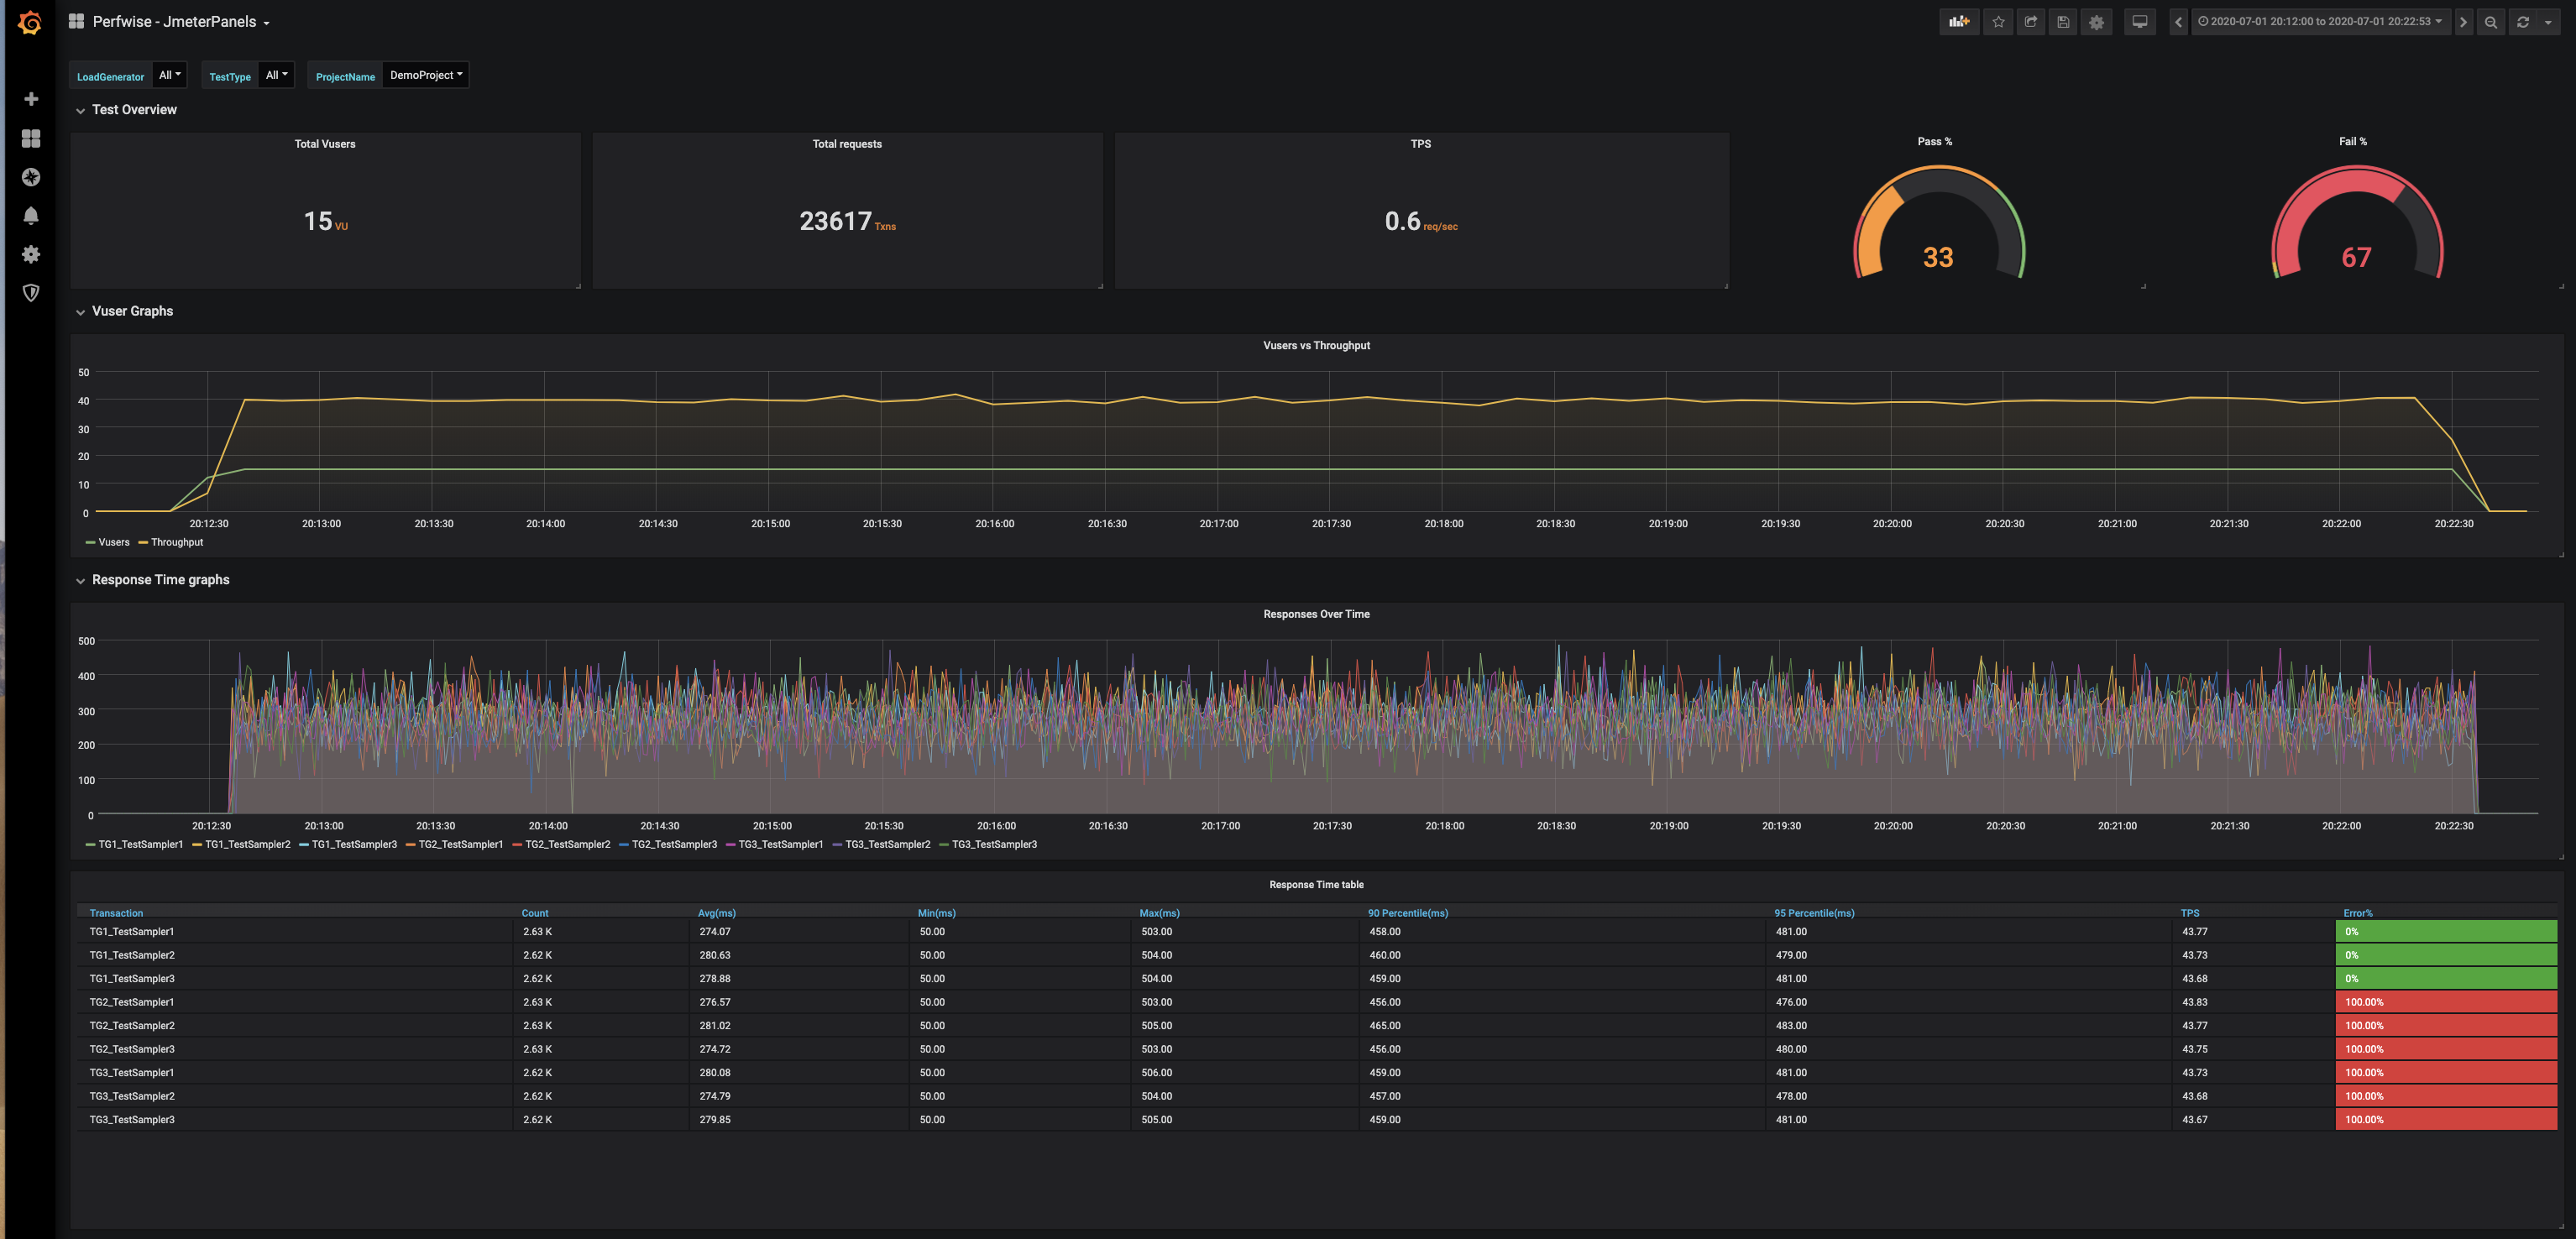 Perfwise - JmeterPanels
2020-07-01 20:12:00 to 2020-07-01 20:22:53
LoadGenerator All TestType All ProjectName DemoProject
Test Overview
Total Vusers
15 VU
Total requests
23617 Txns
TPS
0.6 req/sec
Pass %
33
Fail %
67
Vuser Graphs
Vusers vs Throughput
50
40
30
20
10
0
20:12:30 20:13:00 20:13:30 20:14:00 20:14:30 20:15:00 20:15:30 20:16:00 20:16:30 20:17:00 20:17:30 20:18:00 20:18:30 20:19:00 20:19:30 20:20:00 20:20:30 20:21:00 20:21:30 20:22:00 20:22:30
Vusers Throughput
Response Time graphs
Responses Over Time
500
400
300
200
100
0
20:12:30 20:13:00 20:13:30 20:14:00 20:14:30 20:15:00 20:15:30 20:16:00 20:16:30 20:17:00 20:17:30 20:18:00 20:18:30 20:19:00 20:19:30 20:20:00 20:20:30 20:21:00 20:21:30 20:22:00 20:22:30
TG1_TestSampler1 TG1_TestSampler2 TG1_TestSampler3 TG2_TestSampler1 TG2_TestSampler2 TG2_TestSampler3 TG3_TestSampler1 TG3_TestSampler2 TG3_TestSampler3
Response Time table
Transaction Count Avg(ms) Min(ms) Max(ms) 90 Percentile(ms) 95 Percentile(ms) TPS Error%
TG1_TestSampler1 2.63 K 274.07 50.00 503.00 458.00 481.00 43.77 0%
TG1_TestSampler2 2.62 K 280.63 50.00 504.00 460.00 479.00 43.73 0%
TG1_TestSampler3 2.62 K 278.88 50.00 504.00 459.00 481.00 43.68 0%
TG2_TestSampler1 2.63 K 276.57 50.00 503.00 456.00 476.00 43.83 100.00%
TG2_TestSampler2 2.63 K 281.02 50.00 505.00 465.00 483.00 43.77 100.00%
TG2_TestSampler3 2.63 K 274.72 50.00 503.00 456.00 480.00 43.75 100.00%
TG3_TestSampler1 2.62 K 280.08 50.00 506.00 459.00 481.00 43.73 100.00%
TG3_TestSampler2 2.62 K 274.79 50.00 504.00 457.00 478.00 43.68 100.00%
TG3_TestSampler3 2.62 K 279.85 50.00 505.00 459.00 481.00 43.67 100.00%